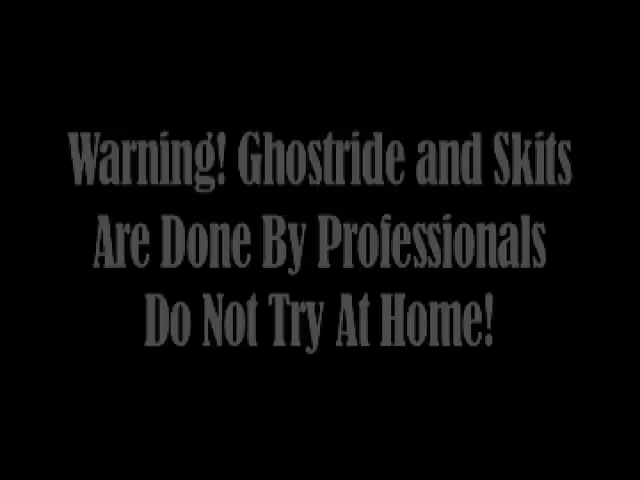 Warning! Ghostride and Skits
Are Done By Professionals
Do Not Try At Home!